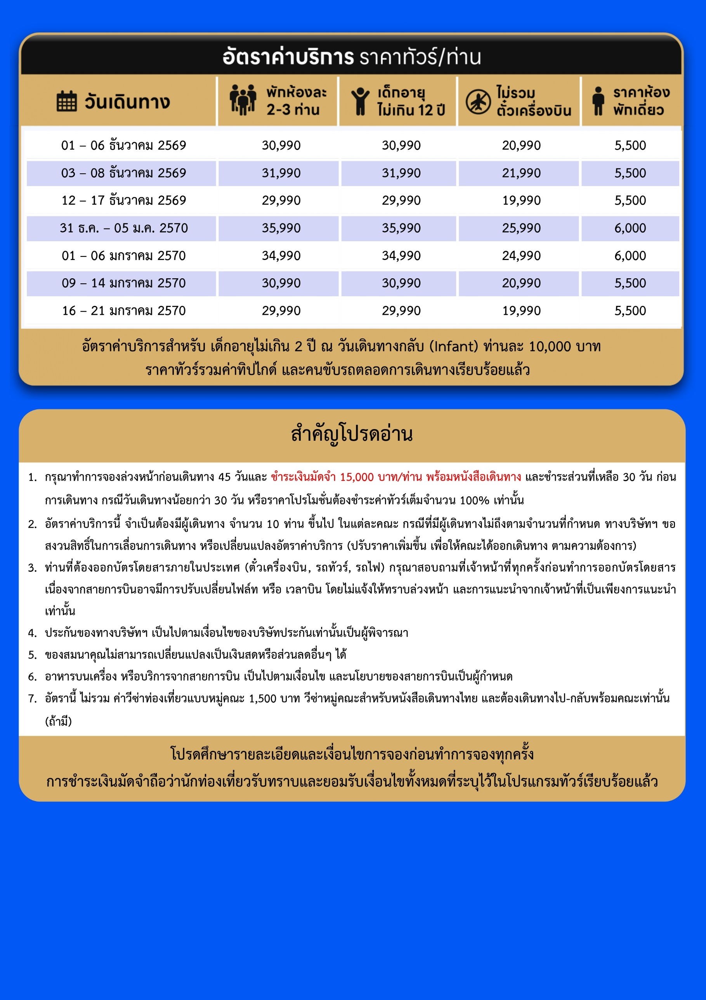 อัตราค่าบริการ ราคาทัวร์/ท่าน
วันเดินทาง พักห้องละ 2-3 ท่าน เด็กอายุ ไม่เกิน 12 ปี ไม่รวม ตั๋วเครื่องบิน ราคาห้อง พักเดี่ยว
01 – 06 ธันวาคม 2569 30,990 30,990 20,990 5,500
03 – 08 ธันวาคม 2569 31,990 31,990 21,990 5,500
12 – 17 ธันวาคม 2569 29,990 29,990 19,990 5,500
31 ธ.ค. – 05 ม.ค. 2570 35,990 35,990 25,990 6,000
01 – 06 มกราคม 2570 34,990 34,990 24,990 6,000
09 – 14 มกราคม 2570 30,990 30,990 20,990 5,500
16 – 21 มกราคม 2570 29,990 29,990 19,990 5,500
อัตราค่าบริการสำหรับ เด็กอายุไม่เกิน 2 ปี ณ วันเดินทางกลับ (Infant) ท่านละ 10,000 บาท
ราคาทัวร์รวมค่าทิปไกด์ และคนขับรถตลอดการเดินทางเรียบร้อยแล้ว
สำคัญโปรดอ่าน
1. กรุณาทำการจองล่วงหน้าก่อนเดินทาง 45 วันและ ชำระเงินมัดจำ 15,000 บาท/ท่าน พร้อมหนังสือเดินทาง และชำระส่วนที่เหลือ 30 วัน ก่อน
การเดินทาง กรณีวันเดินทางน้อยกว่า 30 วัน หรือราคาโปรโมชั่นต้องชำระค่าทัวร์เต็มจำนวน 100% เท่านั้น
2. อัตราค่าบริการนี้ จำเป็นต้องมีผู้เดินทาง จำนวน 10 ท่าน ขึ้นไป ในแต่ละคณะ กรณีที่มีผู้เดินทางไม่ถึงตามจำนวนที่กำหนด ทางบริษัทฯ ขอ
สงวนสิทธิ์ในการเลื่อนการเดินทาง หรือเปลี่ยนแปลงอัตราค่าบริการ (ปรับราคาเพิ่มขึ้น เพื่อให้คณะได้ออกเดินทาง ตามความต้องการ)
3. ท่านที่ต้องออกบัตรโดยสารภายในประเทศ (ตั๋วเครื่องบิน, รถทัวร์, รถไฟ) กรุณาสอบถามที่เจ้าหน้าที่ทุกครั้งก่อนทำการออกบัตรโดยสาร
เนื่องจากสายการบินอาจมีการปรับเปลี่ยนไฟล์ท หรือ เวลาบิน โดยไม่แจ้งให้ทราบล่วงหน้า และการแนะนำจากเจ้าหน้าที่เป็นเพียงการแนะนำ
เท่านั้น
4. ประกันของทางบริษัทฯ เป็นไปตามเงื่อนไขของบริษัทประกันเท่านั้นเป็นผู้พิจารณา
5. ของสมนาคุณไม่สามารถเปลี่ยนแปลงเป็นเงินสดหรือส่วนลดอื่นๆ ได้
6. อาหารบนเครื่อง หรือบริการจากสายการบิน เป็นไปตามเงื่อนไข และนโยบายของสายการบินเป็นผู้กำหนด
7. อัตรานี้ ไม่รวม ค่าวีซ่าท่องเที่ยวแบบหมู่คณะ 1,500 บาท วีซ่าหมู่คณะสำหรับหนังสือเดินทางไทย และต้องเดินทางไป-กลับพร้อมคณะเท่านั้น
(ถ้ามี)
โปรดศึกษารายละเอียดและเงื่อนไขการจองก่อนทำการจองทุกครั้ง
การชำระเงินมัดจำถือว่านักท่องเที่ยวรับทราบและยอมรับเงื่อนไขทั้งหมดที่ระบุไว้ในโปรแกรมทัวร์เรียบร้อยแล้ว